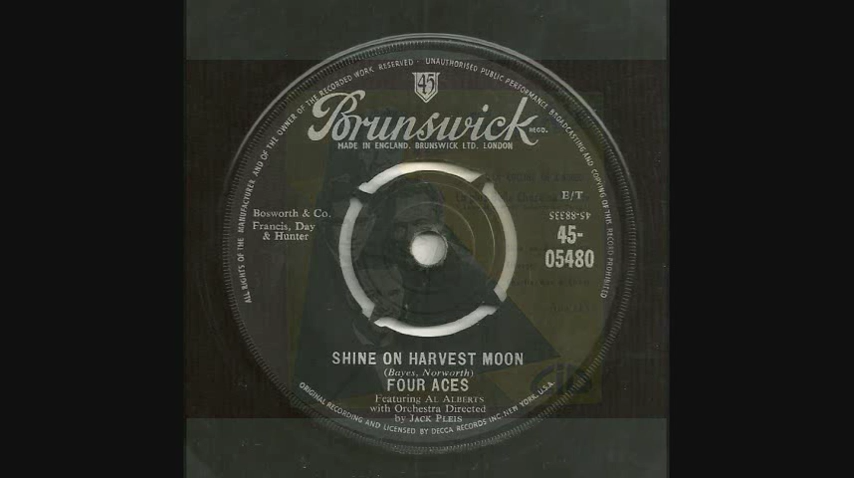 ALL RIGHTS OF THE MANUFACTURER AND OF THE OWNER OF THE RECORDED WORK RESERVED · UNAUTHORISED PUBLIC PERFORMANCE BROADCASTING AND COPYING OF THIS RECORD PROHIBITED
45
Brunswick
REGD.
MADE IN ENGLAND. BRUNSWICK LTD. LONDON
Bosworth & Co.
Francis, Day
& Hunter
B/T
45-88335
45-
05480
SHINE ON HARVEST MOON
(Bayes, Norworth)
FOUR ACES
Featuring AL ALBERTS
with Orchestra Directed
by JACK PLEIS
ORIGINAL RECORDING AND LICENSED BY DECCA RECORDS INC. NEW YORK, U.S.A.